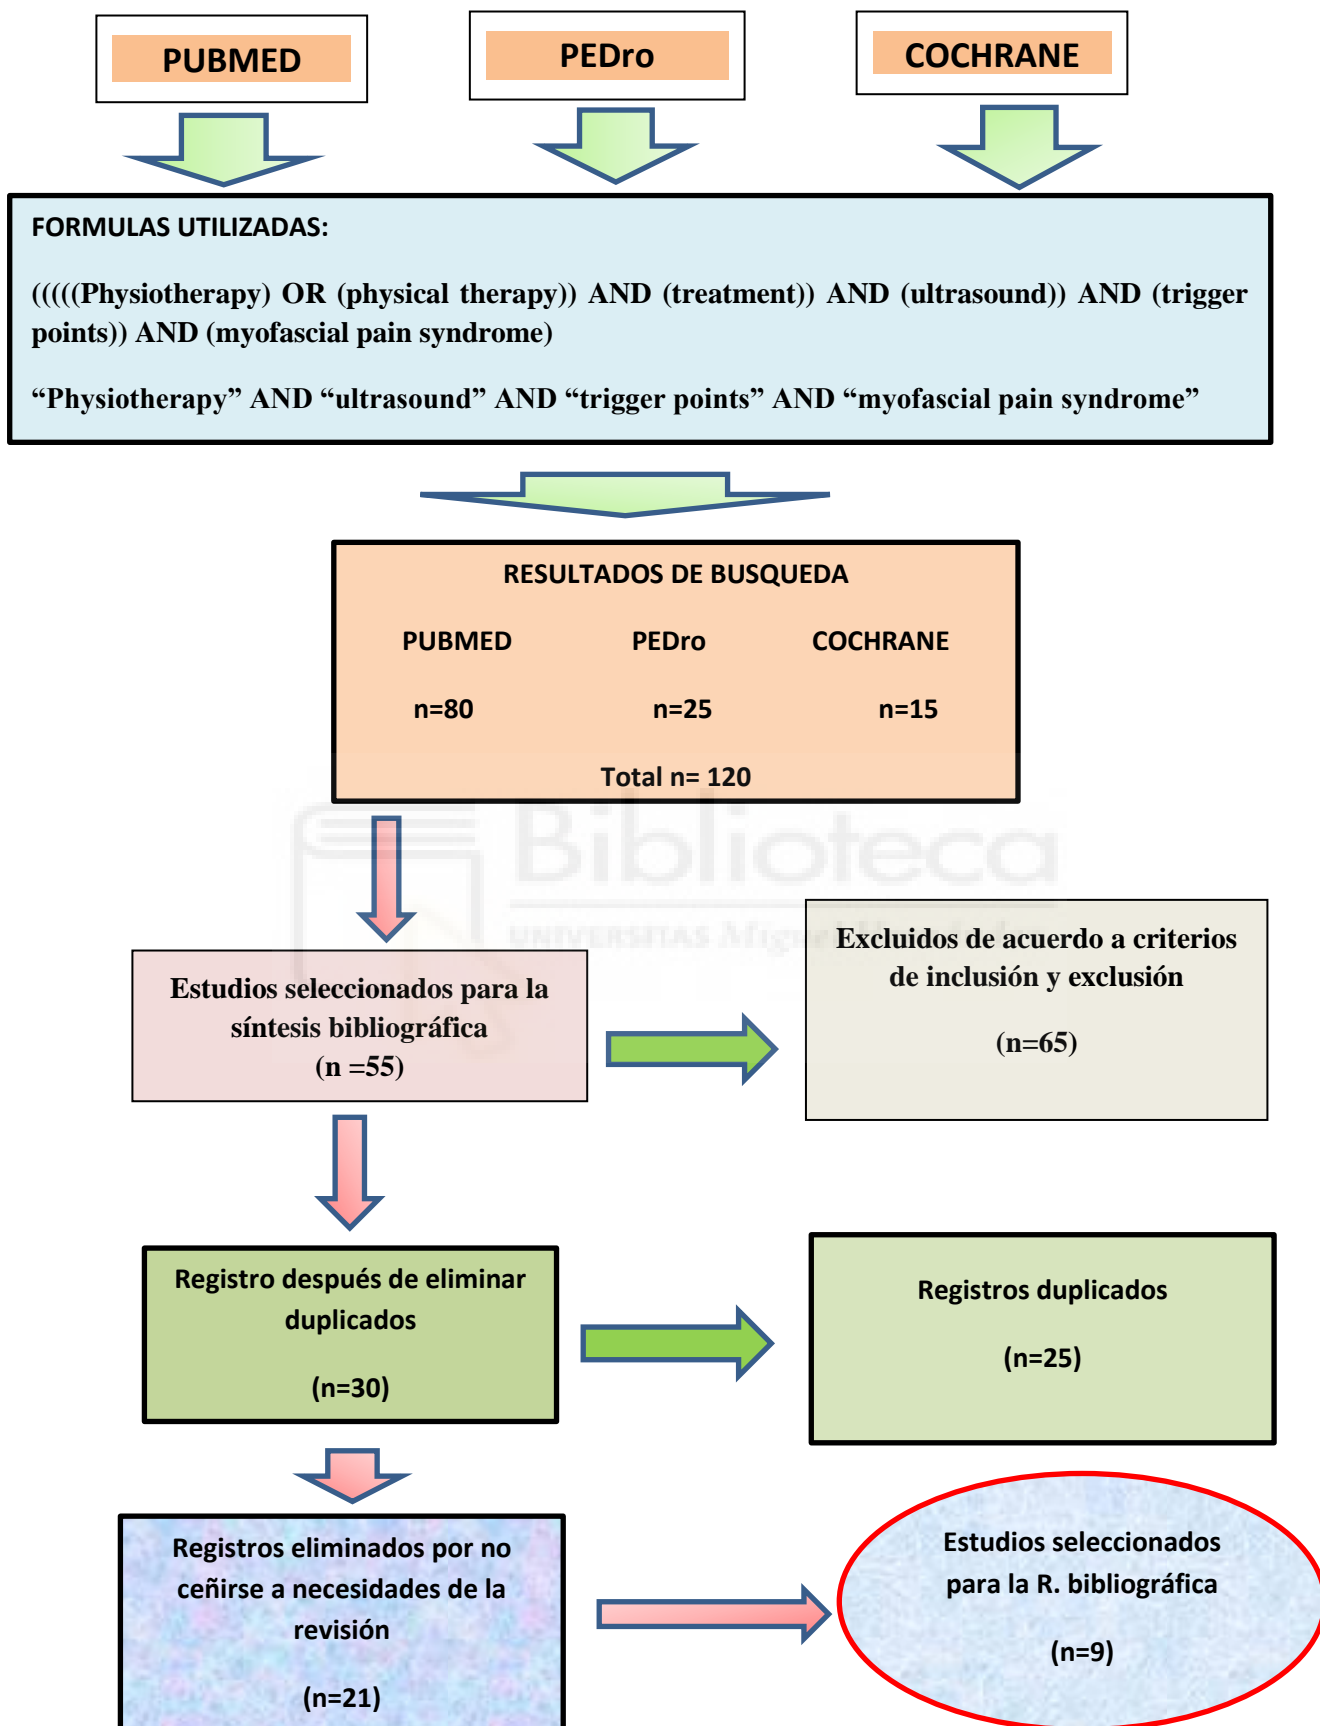 PUBMED
PEDro
COCHRANE
FORMULAS UTILIZADAS:
(((((Physiotherapy) OR (physical therapy)) AND (treatment)) AND (ultrasound)) AND (trigger
points)) AND (myofascial pain syndrome)
“Physiotherapy” AND “ultrasound” AND “trigger points” AND “myofascial pain syndrome”
RESULTADOS DE BUSQUEDA
PUBMED PEDro COCHRANE
n=80 n=25 n=15
Total n= 120
Biblioteca
UNIVERSITAS Miguel
Estudios seleccionados para la
síntesis bibliográfica
(n =55)
Excluidos de acuerdo a criterios
de inclusión y exclusión
(n=65)
Registro después de eliminar
duplicados
(n=30)
Registros duplicados
(n=25)
Registros eliminados por no
ceñirse a necesidades de la
revisión
(n=21)
Estudios seleccionados
para la R. bibliográfica
(n=9)